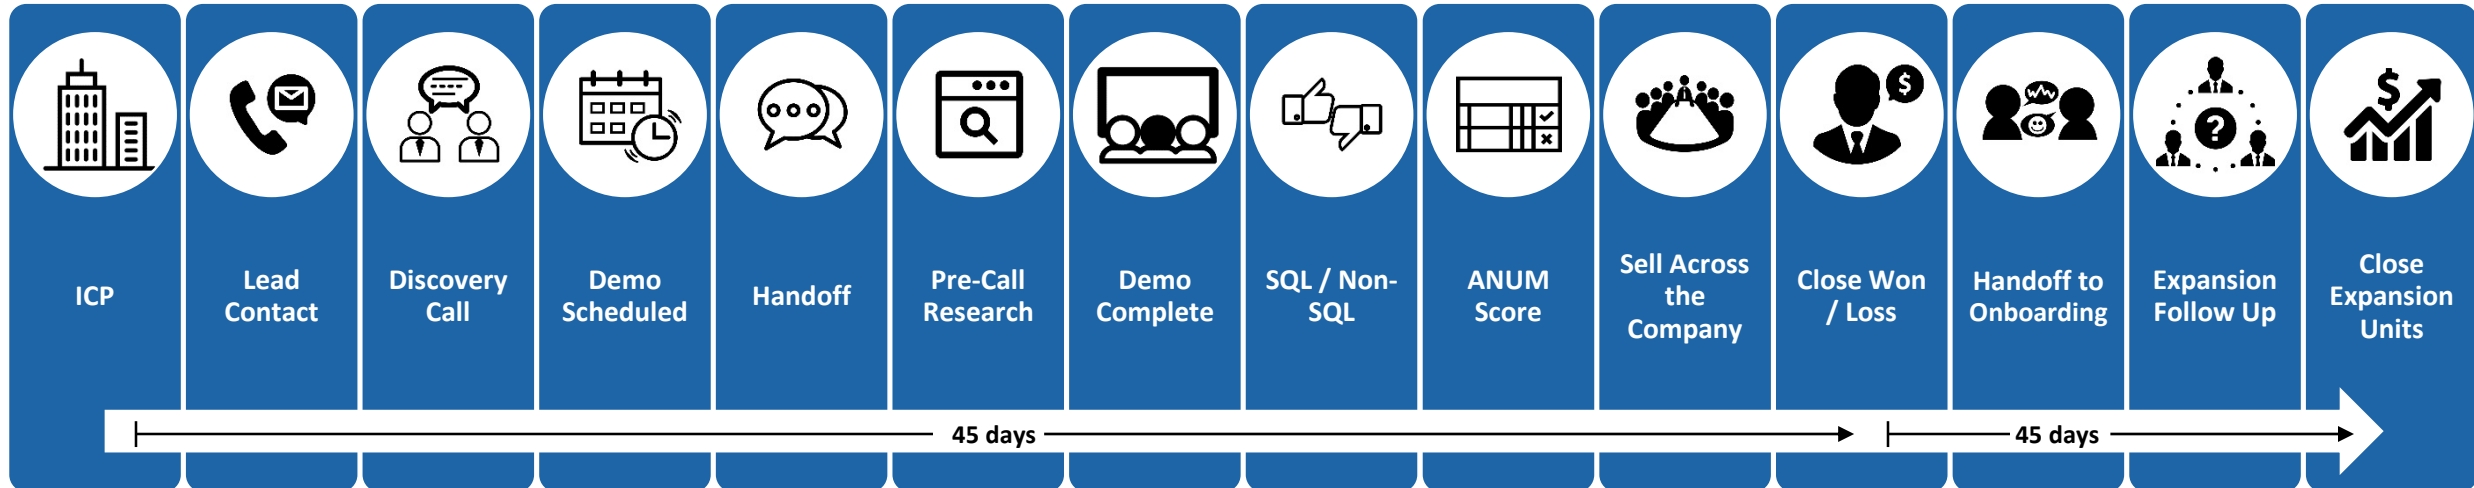 ICP
Lead
Contact
Discovery
Call
Demo
Scheduled
Handoff
Pre-Call
Research
Demo
Complete
SQL / Non-
SQL
ANUM
Score
Sell Across
the
Company
Close Won
/ Loss
Handoff to
Onboarding
Expansion
Follow Up
Close
Expansion
Units
45 days
45 days